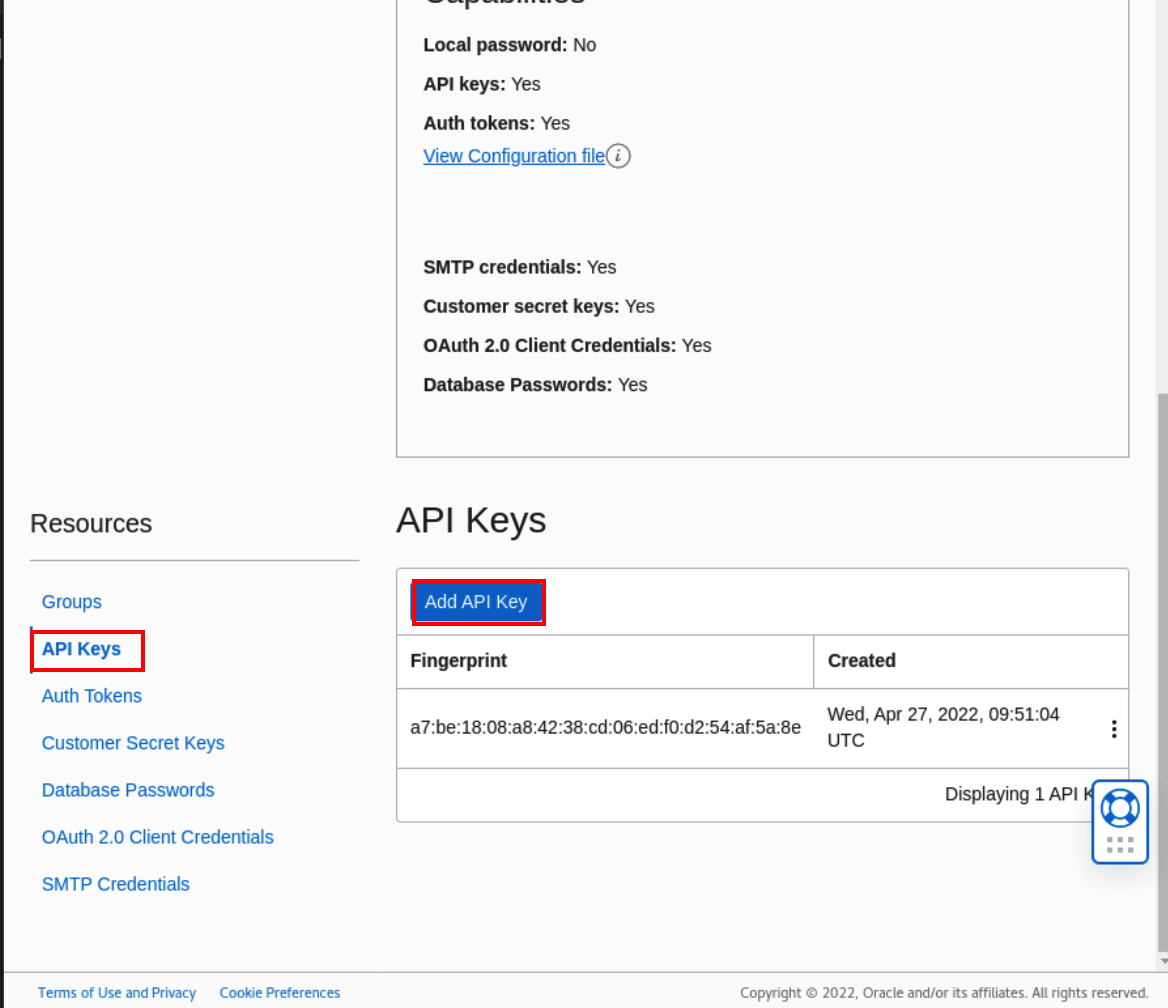 Capabilities
Local password: No
API keys: Yes
Auth tokens: Yes
View Configuration file i
SMTP credentials: Yes
Customer secret keys: Yes
OAuth 2.0 Client Credentials: Yes
Database Passwords: Yes
Resources
Groups
API Keys
Auth Tokens
Customer Secret Keys
Database Passwords
OAuth 2.0 Client Credentials
SMTP Credentials
API Keys
Add API Key
Fingerprint Created
a7:be:18:08:a8:42:38:cd:06:ed:f0:d2:54:af:5a:8e Wed, Apr 27, 2022, 09:51:04
UTC
Displaying 1 API
Terms of Use and Privacy Cookie Preferences Copyright © 2022, Oracle and/or its affiliates. All rights reserved.